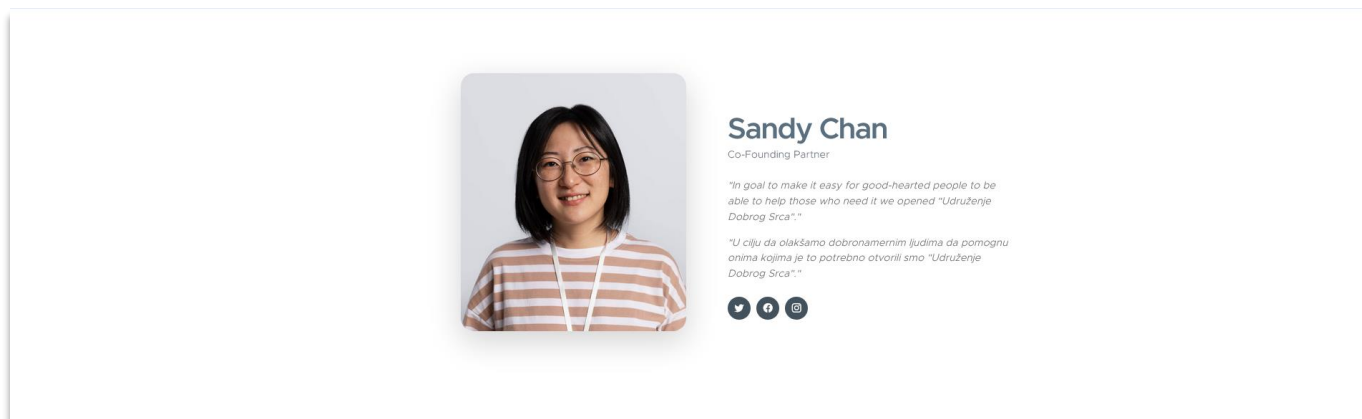 Sandy Chan
Co-Founding Partner
"In goal to make it easy for good-hearted people to be
able to help those who need it we opened "Udruženje
Dobrog Srca"."
"U cilju da olakšamo dobronamernim ljudima da pomognu
onima kojima je to potrebno otvorili smo "Udruženje
Dobrog Srca"."